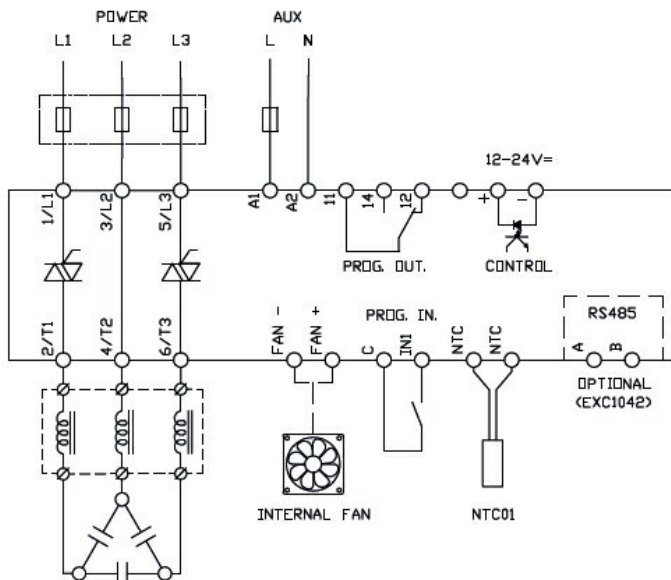 POWER AUX
L1 L2 L3 L N
12-24V=
1/L1 3/L2 5/L3 A1 A2 11 14 12 + -
PROG. OUT. CONTROL
PROG. IN. RS485
2/T1 4/T2 6/T3 FAN - FAN + C IN1 NTC NTC A B
OPTIONAL
(EXC1042)
INTERNAL FAN NTC01